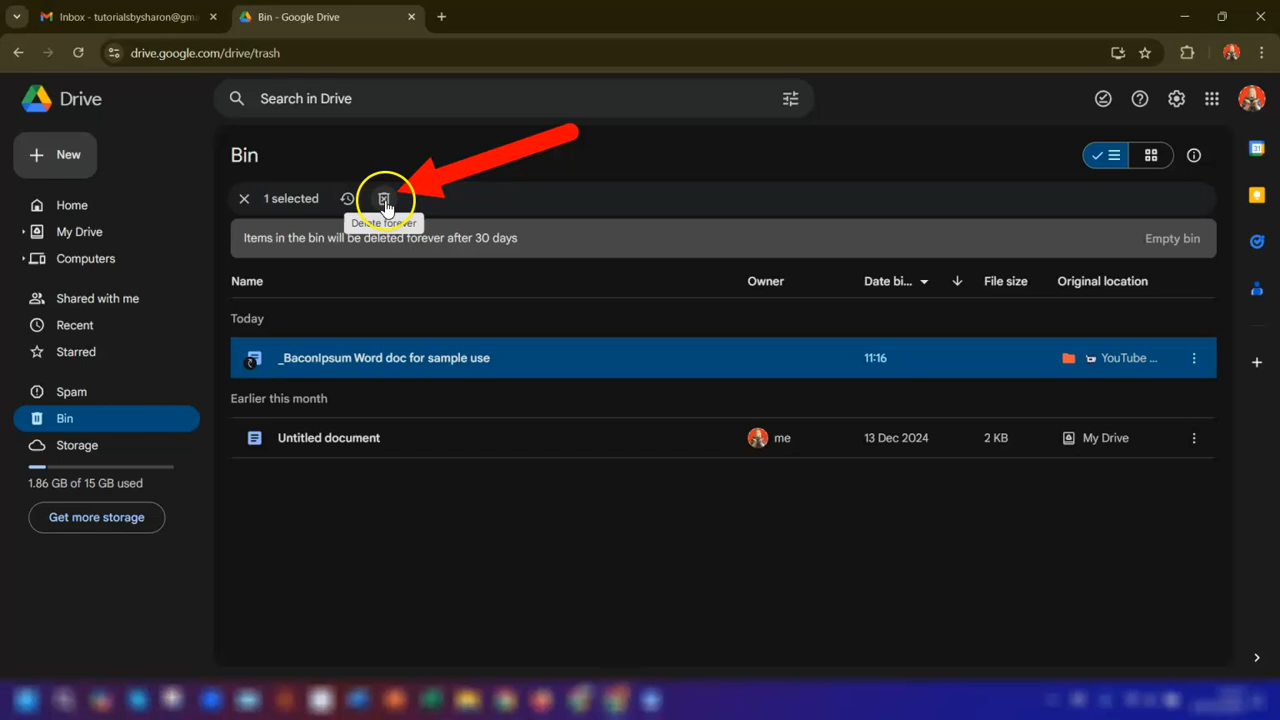 Inbox - tutorialsbysharon@gma
Bin - Google Drive
drive.google.com/drive/trash
Drive
Search in Drive
New
Bin
1 selected
Delete forever
Items in the bin will be deleted forever after 30 days
Empty bin
Home
My Drive
Computers
Shared with me
Recent
Starred
Spam
Bin
Storage
1.86 GB of 15 GB used
Get more storage
Name Owner Date bi... File size Original location
Today
_BaconIpsum Word doc for sample use 11:16 YouTube ...
Earlier this month
Untitled document me 13 Dec 2024 2 KB My Drive